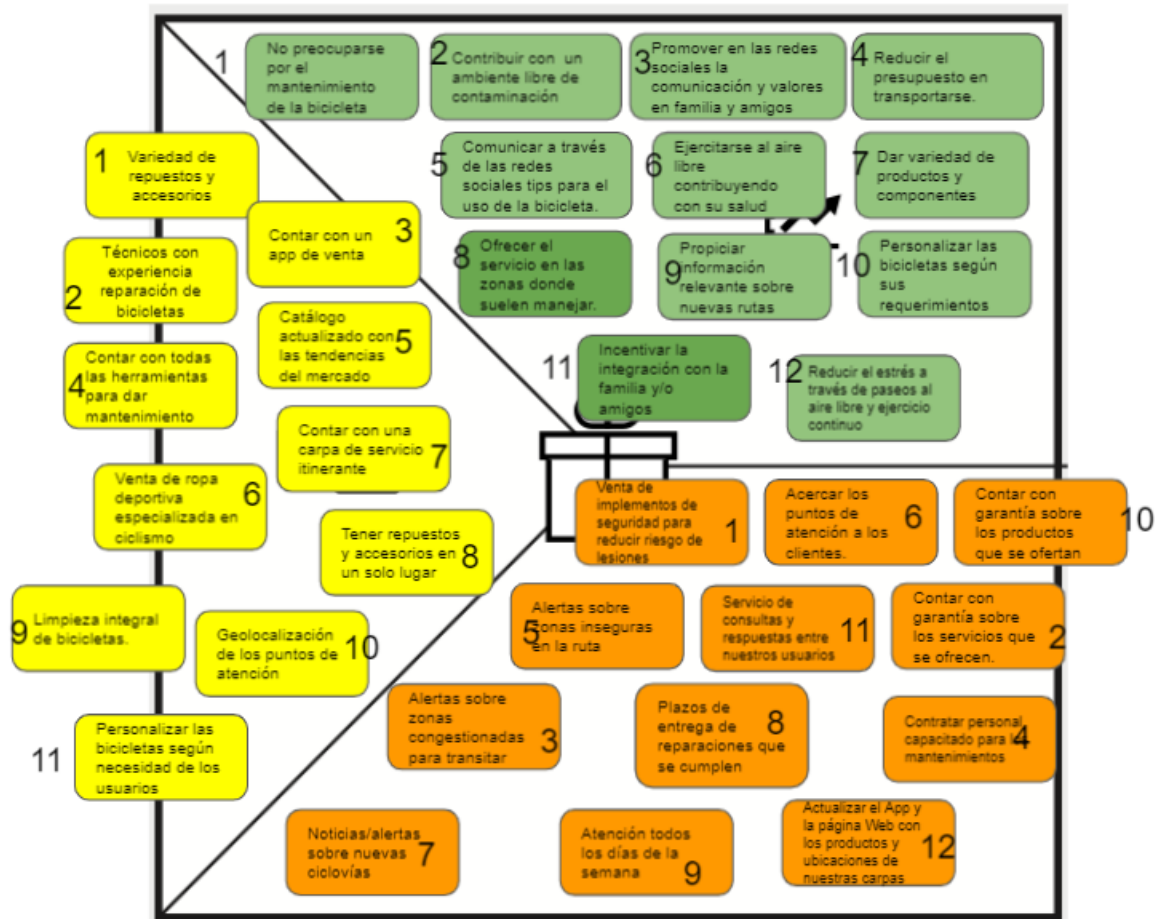 1
No preocuparse
por el
mantenimiento
de la bicicleta
2
Contribuir con un
ambiente libre de
contaminación
3
Promover en las redes
sociales la
comunicación y valores
en familia y amigos
4
Reducir el
presupuesto en
transportarse.
5
Comunicar a través
de las redes
sociales tips para el
uso de la bicicleta.
6
Ejercitarse al aire
libre
contribuyendo
con su salud
7
Dar variedad de
productos y
componentes
8
Ofrecer el
servicio en las
zonas donde
suelen manejar.
9
Propiciar
información
relevante sobre
nuevas rutas
10
Personalizar las
bicicletas según
sus
requerimientos
11
Incentivar la
integración con la
familia y/o
amigos
12
Reducir el estrés a
través de paseos al
aire libre y ejercicio
continuo
1
Variedad de
repuestos y
accesorios
2
Técnicos con
experiencia
reparación de
bicicletas
3
Contar con un
app de venta
4
Contar con todas
las herramientas
para dar
mantenimiento
5
Catálogo
actualizado con
las tendencias
del mercado
6
Venta de ropa
deportiva
especializada en
ciclismo
7
Contar con una
carpa de servicio
itinerante
8
Tener repuestos
y accesorios en
un solo lugar
9
Limpieza integral
de bicicletas.
10
Geolocalización
de los puntos de
atención
11
Personalizar las
bicicletas según
necesidad de los
usuarios
1
Venta de
implementos de
seguridad para
reducir riesgo de
lesiones
6
Acercar los
puntos de
atención a los
clientes.
10
Contar con
garantía sobre
los productos
que se ofertan
5
Alertas sobre
zonas inseguras
en la ruta
11
Servicio de
consultas y
respuestas entre
nuestros usuarios
2
Contar con
garantía sobre
los servicios que
se ofrecen.
3
Alertas sobre
zonas
congestionadas
para transitar
8
Plazos de
entrega de
reparaciones que
se cumplen
4
Contratar personal
capacitado para
mantenimientos
7
Noticias/alertas
sobre nuevas
ciclovías
9
Atención todos
los días de la
semana
12
Actualizar el App y
la página Web con
los productos y
ubicaciones de
nuestras carpas